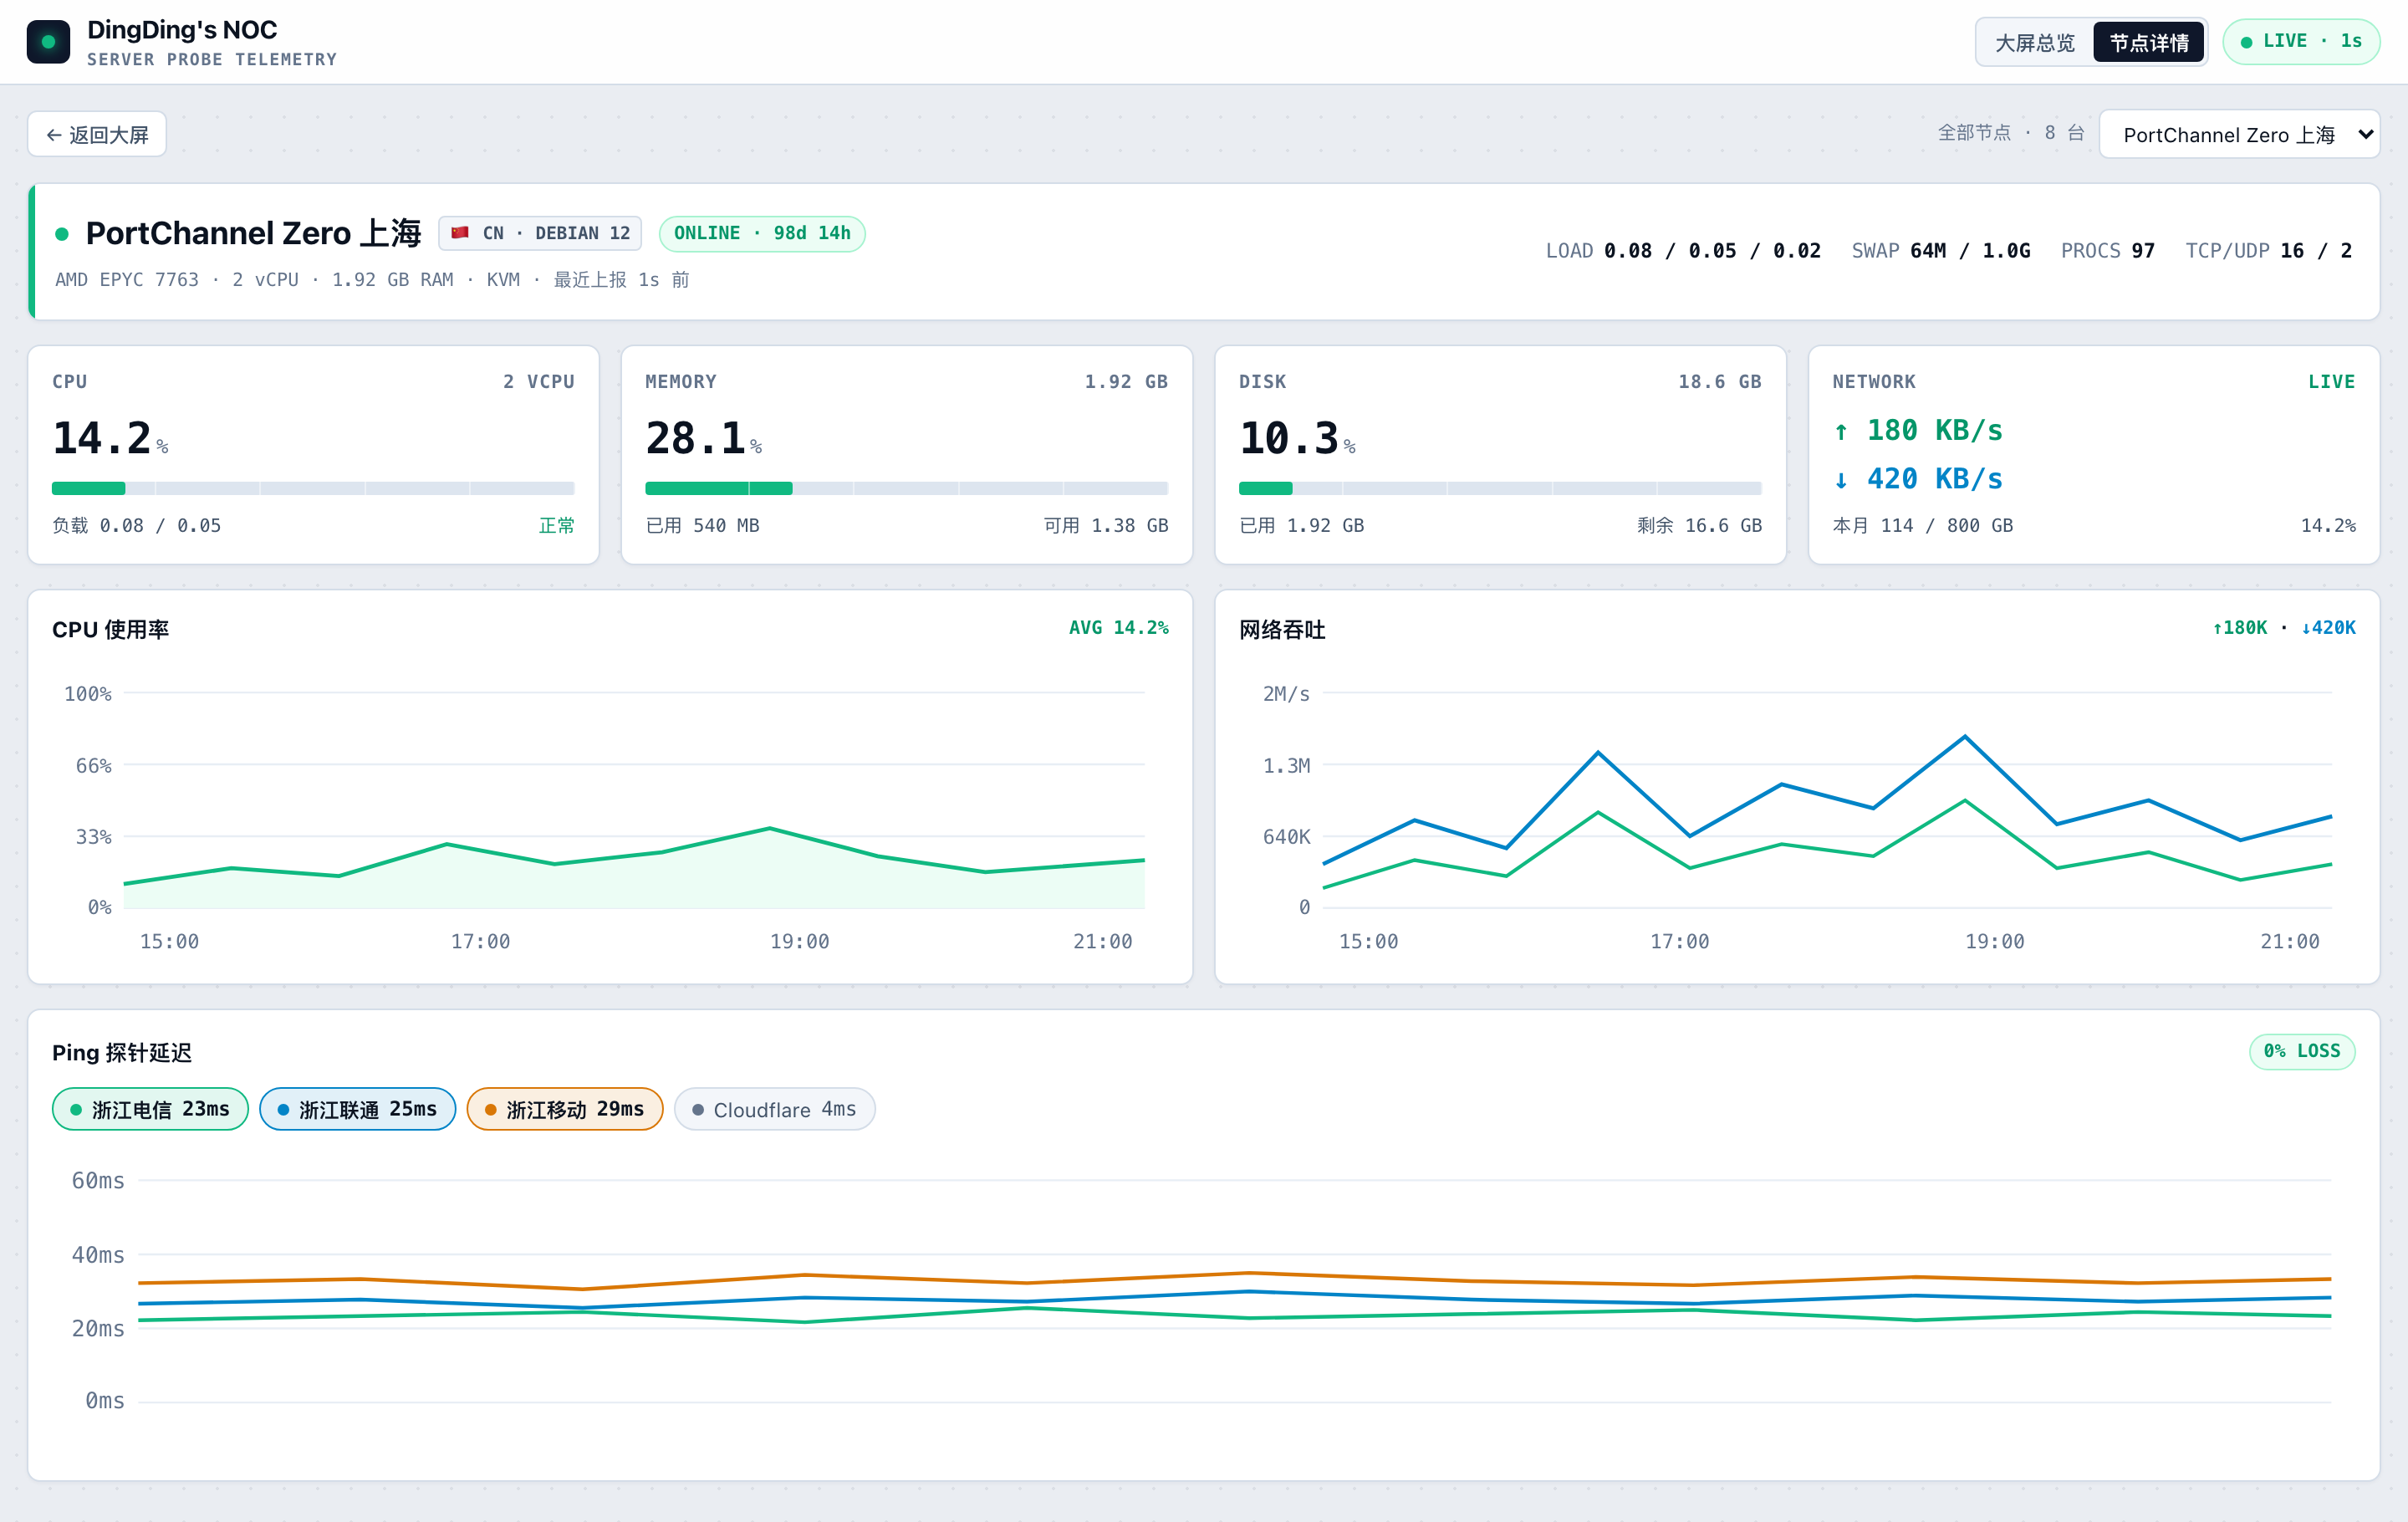 DingDing's NOC
SERVER PROBE TELEMETRY
大屏总览 节点详情 LIVE · 1s
← 返回大屏
全部节点 · 8 台 PortChannel Zero 上海
PortChannel Zero 上海 🇨🇳 CN · DEBIAN 12 ONLINE · 98d 14h
AMD EPYC 7763 · 2 vCPU · 1.92 GB RAM · KVM · 最近上报 1s 前
LOAD 0.08 / 0.05 / 0.02 SWAP 64M / 1.0G PROCS 97 TCP/UDP 16 / 2
CPU 2 VCPU
14.2%
负载 0.08 / 0.05 正常
MEMORY 1.92 GB
28.1%
已用 540 MB 可用 1.38 GB
DISK 18.6 GB
10.3%
已用 1.92 GB 剩余 16.6 GB
NETWORK LIVE
↑ 180 KB/s
↓ 420 KB/s
本月 114 / 800 GB 14.2%
CPU 使用率 AVG 14.2%
100%
66%
33%
0%
15:00 17:00 19:00 21:00
网络吞吐 ↑180K · ↓420K
2M/s
1.3M
640K
0
15:00 17:00 19:00 21:00
Ping 探针延迟 0% LOSS
浙江电信 23ms 浙江联通 25ms 浙江移动 29ms Cloudflare 4ms
60ms
40ms
20ms
0ms